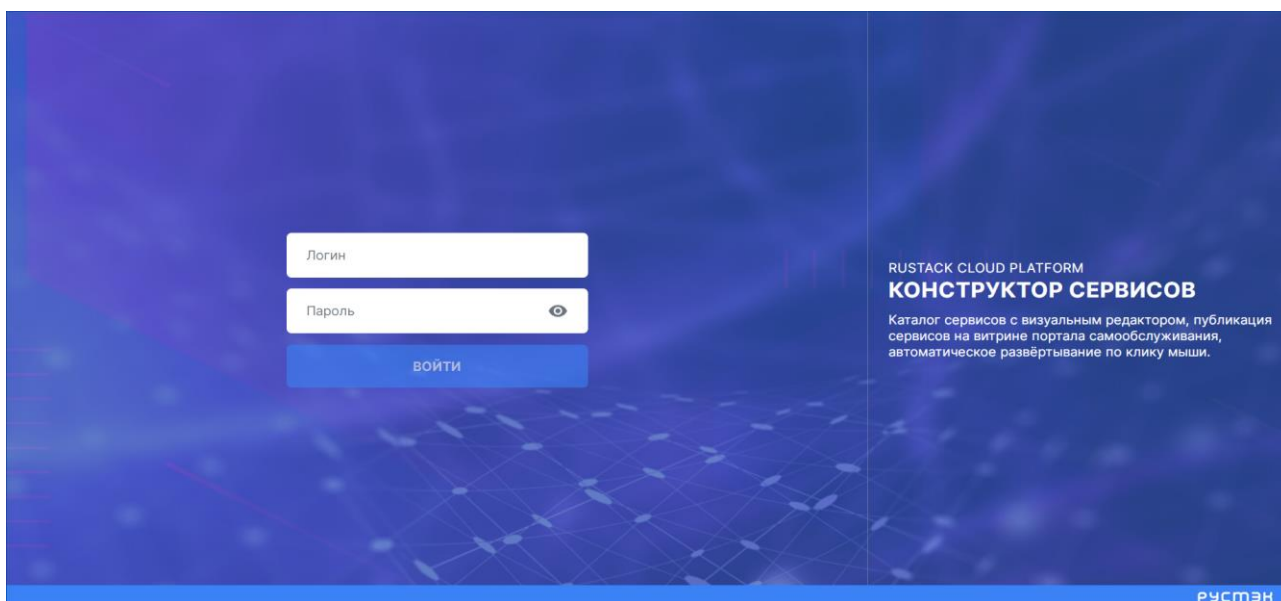 Логин
Пароль
ВОЙТИ
RUSTACK CLOUD PLATFORM
КОНСТРУКТОР СЕРВИСОВ
Каталог сервисов с визуальным редактором, публикация
сервисов на витрине портала самообслуживания,
автоматическое развёртывание по клику мыши.
РУСТЭК